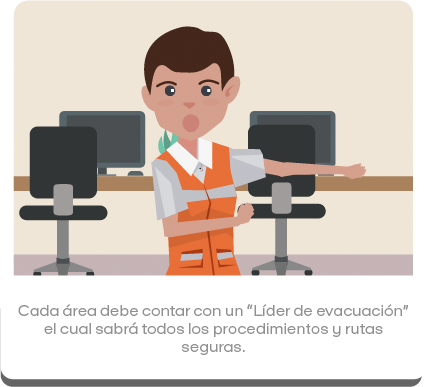 Cada área debe contar con un “Líder de evacuación”
el cual sabrá todos los procedimientos y rutas
seguras.